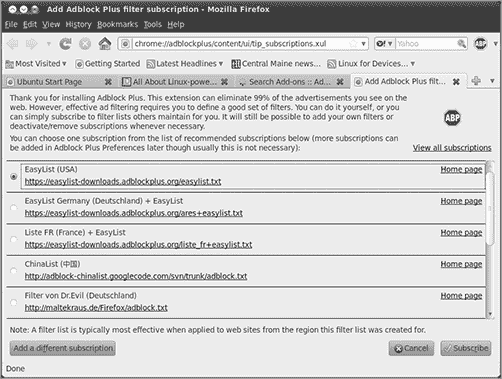 Add Adblock Plus filter subscription - Mozilla Firefox
File Edit View History Bookmarks Tools Help
chrome://adblockplus/content/ui/tip_subscriptions.xul
Y! Yahoo
ABP
Most Visited Getting Started Latest Headlines Central Maine news... Linux for Devices...
Ubuntu Start Page
All About Linux-powe...
Search Add-ons :: Ad...
Add Adblock Plus filt...
Thank you for installing Adblock Plus. This extension can eliminate 99% of the advertisements you see on the
web. However, effective ad filtering requires you to define a good set of filters. You can do it yourself, or you
can simply subscribe to filter lists others maintain for you. It will still be possible to add your own filters or
deactivate/remove subscriptions whenever necessary.
ABP
You can choose one subscription from the list of recommended subscriptions below (more subscriptions can
be added in Adblock Plus Preferences later though usually this is not necessary):
View all subscriptions
EasyList (USA)
Home page
https://easylist-downloads.adblockplus.org/easylist.txt
EasyList Germany (Deutschland) + EasyList
Home page
https://easylist-downloads.adblockplus.org/ares+easylist.txt
Liste FR (France) + EasyList
Home page
https://easylist-downloads.adblockplus.org/liste_fr+easylist.txt
ChinaList (中国)
Home page
http://adblock-chinalist.googlecode.com/svn/trunk/adblock.txt
Filter von Dr.Evil (Deutschland)
Home page
http://maltekraus.de/Firefox/adblock.txt
Note: A filter list is typically most effective when applied to web sites from the region this filter list was created for.
Add a different subscription
Cancel
Subscribe
Done